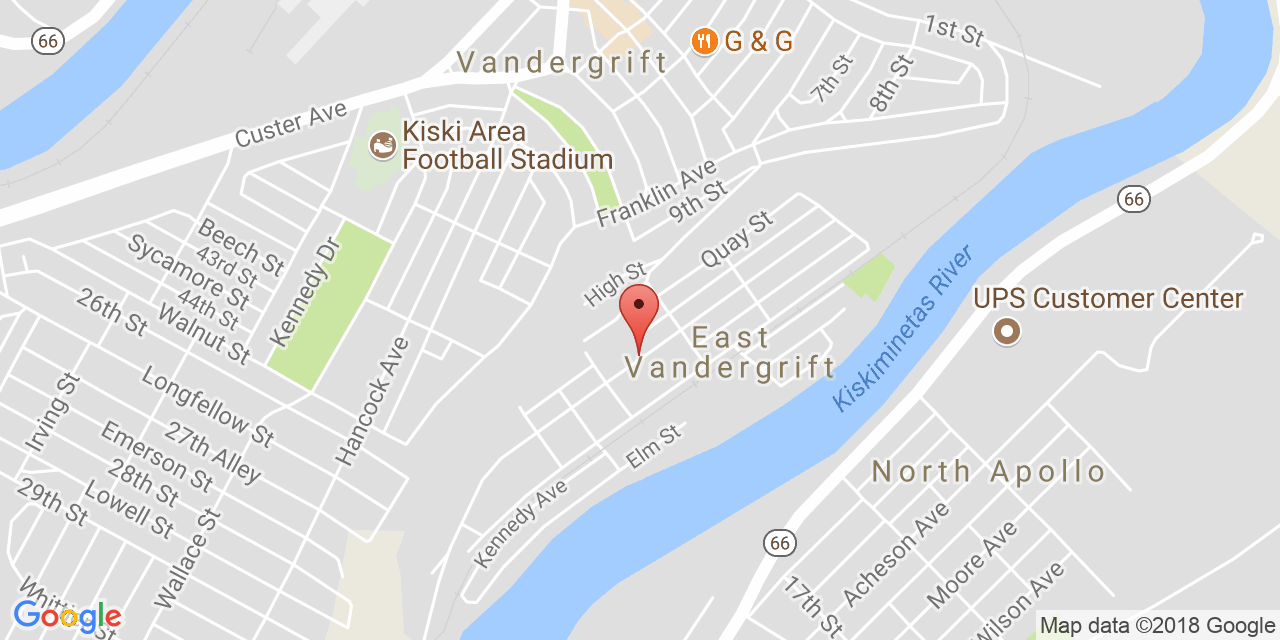 66
1st St
G & G
Vandergrift
7th St
8th St
Custer Ave
Kiski Area
Football Stadium
Franklin Ave
9th St
66
Beech St
43rd St
Sycamore St
44th St
Kennedy Dr
Quay St
High St
26th St
Walnut St
Kiskiminetas River
UPS Customer Center
East
Vandergrift
Irving St
Longfellow St
Hancock Ave
27th Alley
Emerson St
28th St
Lowell St
29th St
Elm St
Kennedy Ave
North Apollo
Wallace St
66
Acheson Ave
Moore Ave
17th St
Wilson Ave
Google
Map data ©2018 Google